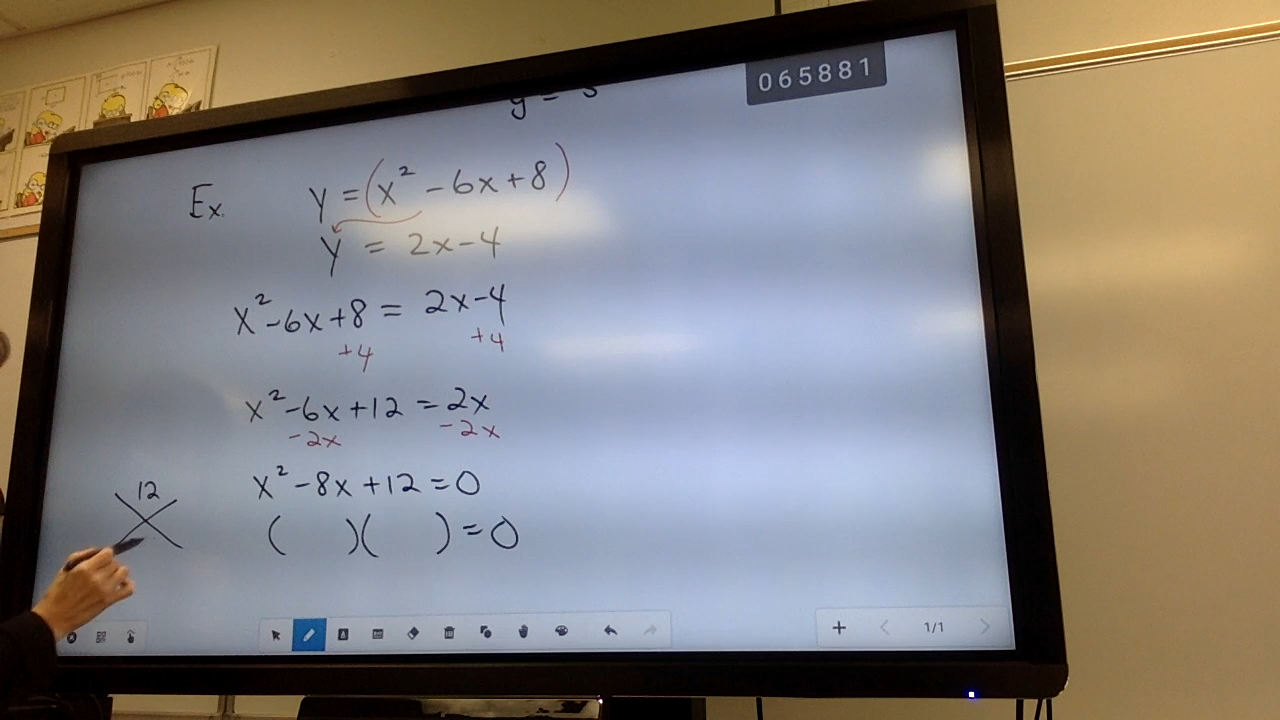 065881
y = 3
Ex. y = (x² - 6x + 8)
y = 2x - 4
x² - 6x + 8 = 2x - 4
+4 +4
x² - 6x + 12 = 2x
-2x -2x
x² - 8x + 12 = 0
12
( )( ) = 0
1/1